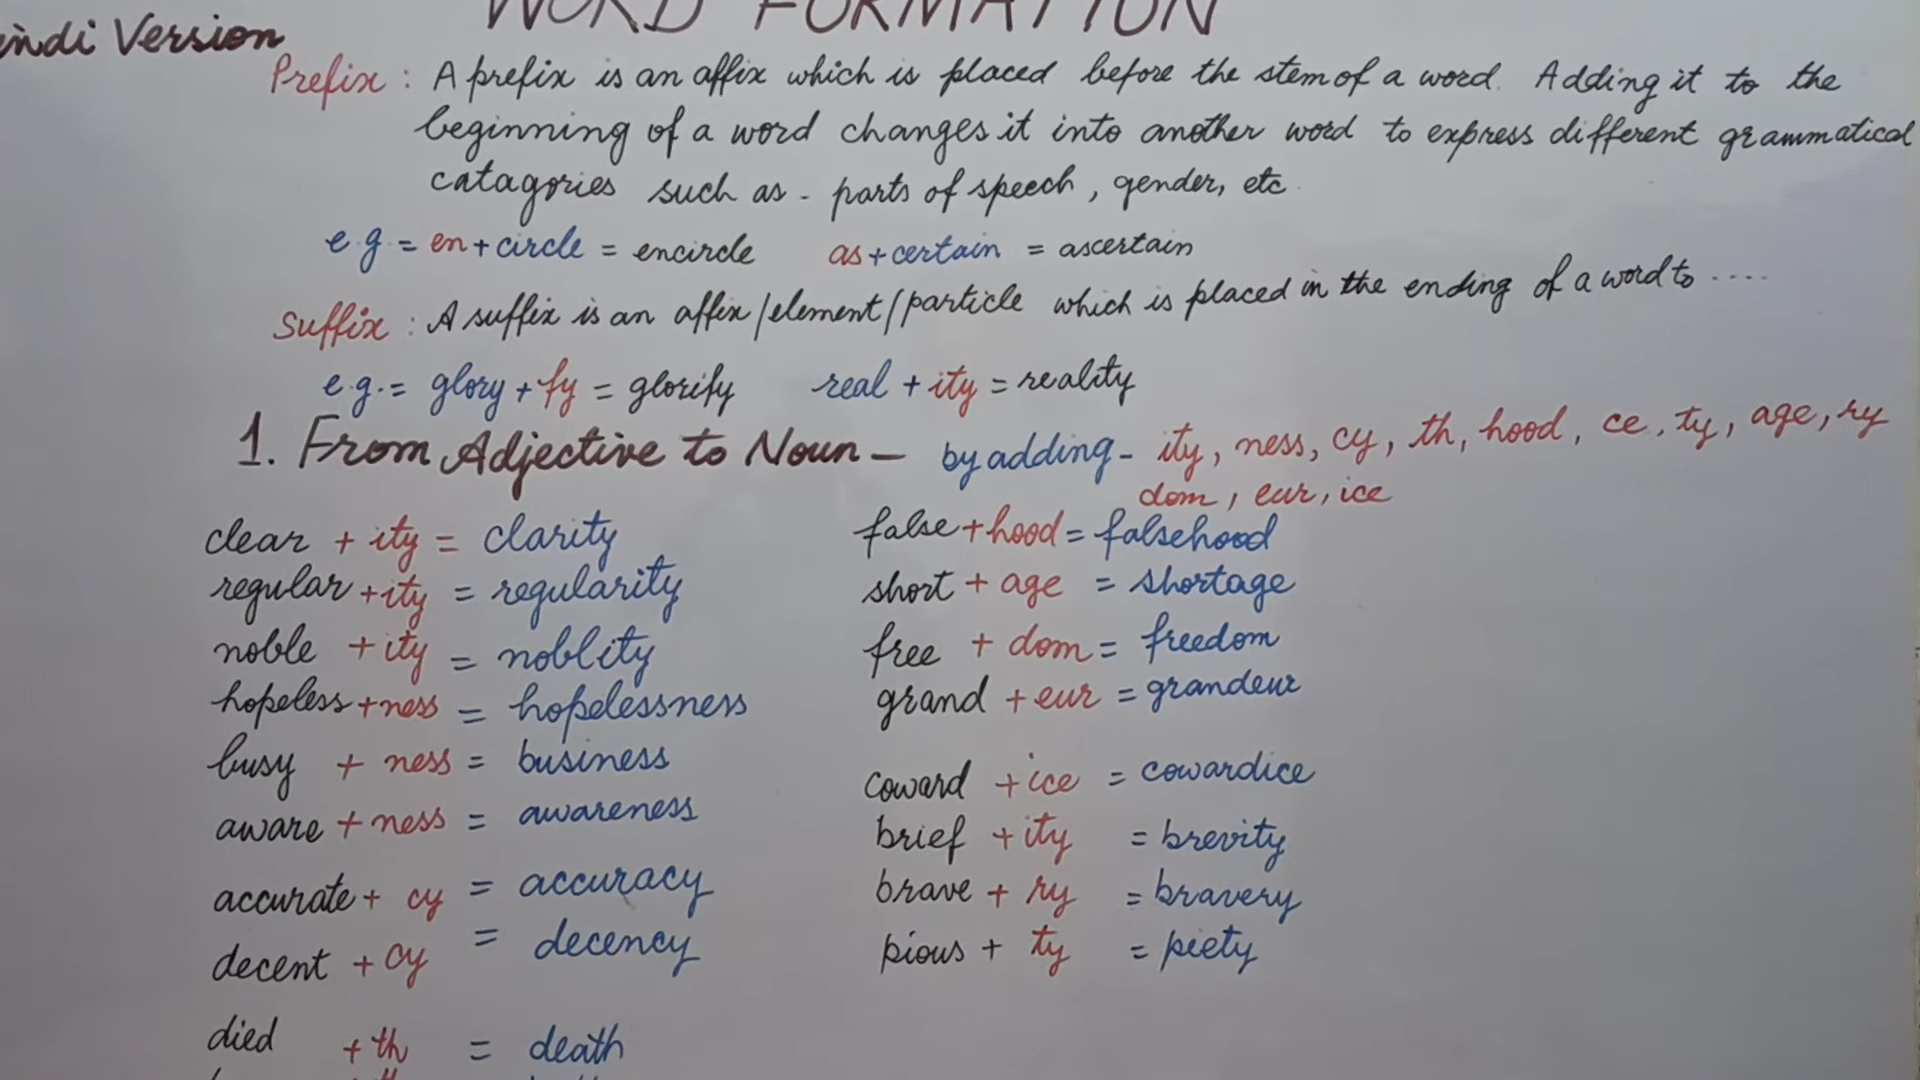 WORD FORMATION
indi Version
Prefix : A prefix is an affix which is placed before the stem of a word. Adding it to the
beginning of a word changes it into another word to express different grammatical
catagories such as - parts of speech, gender, etc.
e.g = en + circle = encircle as + certain = ascertain
Suffix : A suffix is an affix/element/particle which is placed in the ending of a word to ....
e.g. = glory + fy = glorify real + ity = reality
1. From Adjective to Noun - by adding - ity, ness, cy, th, hood, ce, ty, age, ry
dom, eur, ice
clear + ity = clarity
regular + ity = regularity
noble + ity = noblity
hopeless + ness = hopelessness
busy + ness = business
aware + ness = awareness
accurate + cy = accuracy
decent + cy = decency
died + th = death
false + hood = falsehood
short + age = shortage
free + dom = freedom
grand + eur = grandeur
coward + ice = cowardice
brief + ity = brevity
brave + ry = bravery
pious + ty = piety